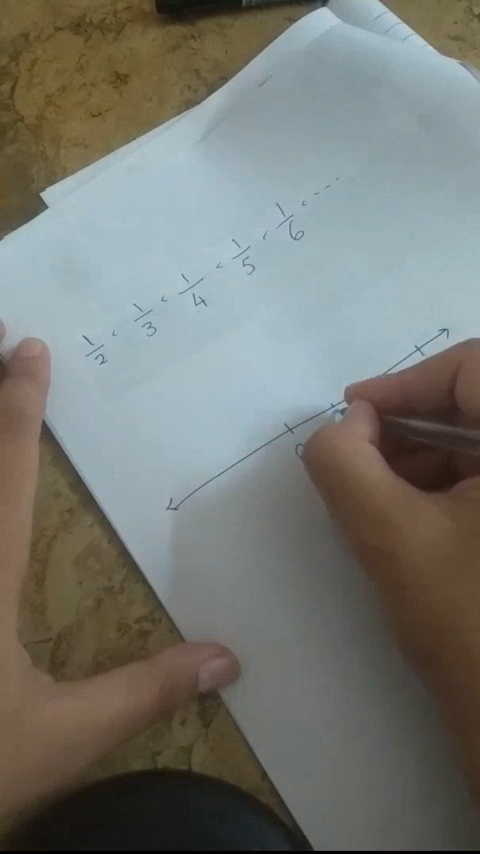 1/2 < 1/3 < 1/4 < 1/5 < 1/6 < ....
0